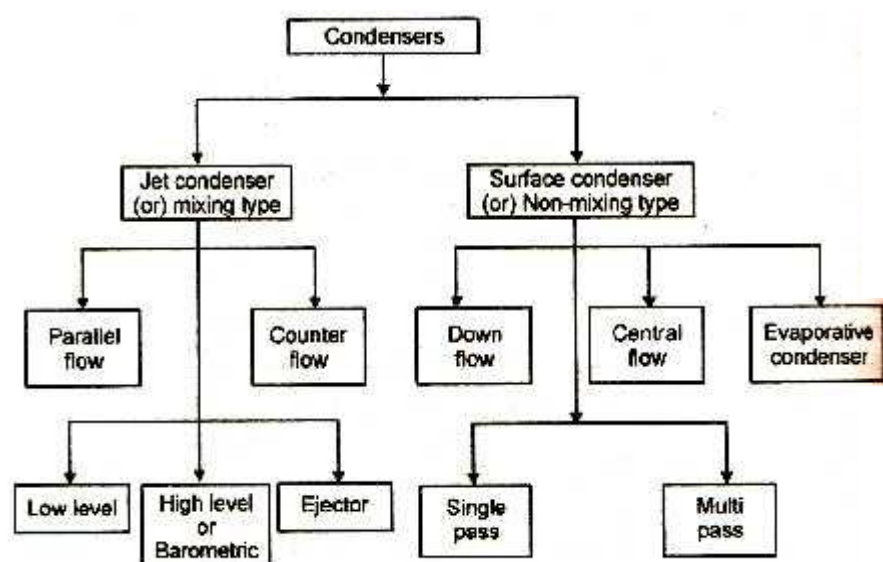 Condensers
Jet condenser
(or) mixing type
Surface condenser
(or) Non-mixing type
Parallel
flow
Counter
flow
Down
flow
Central
flow
Evaporative
condenser
Low level
High level
or
Barometric
Ejector
Single
pass
Multi
pass